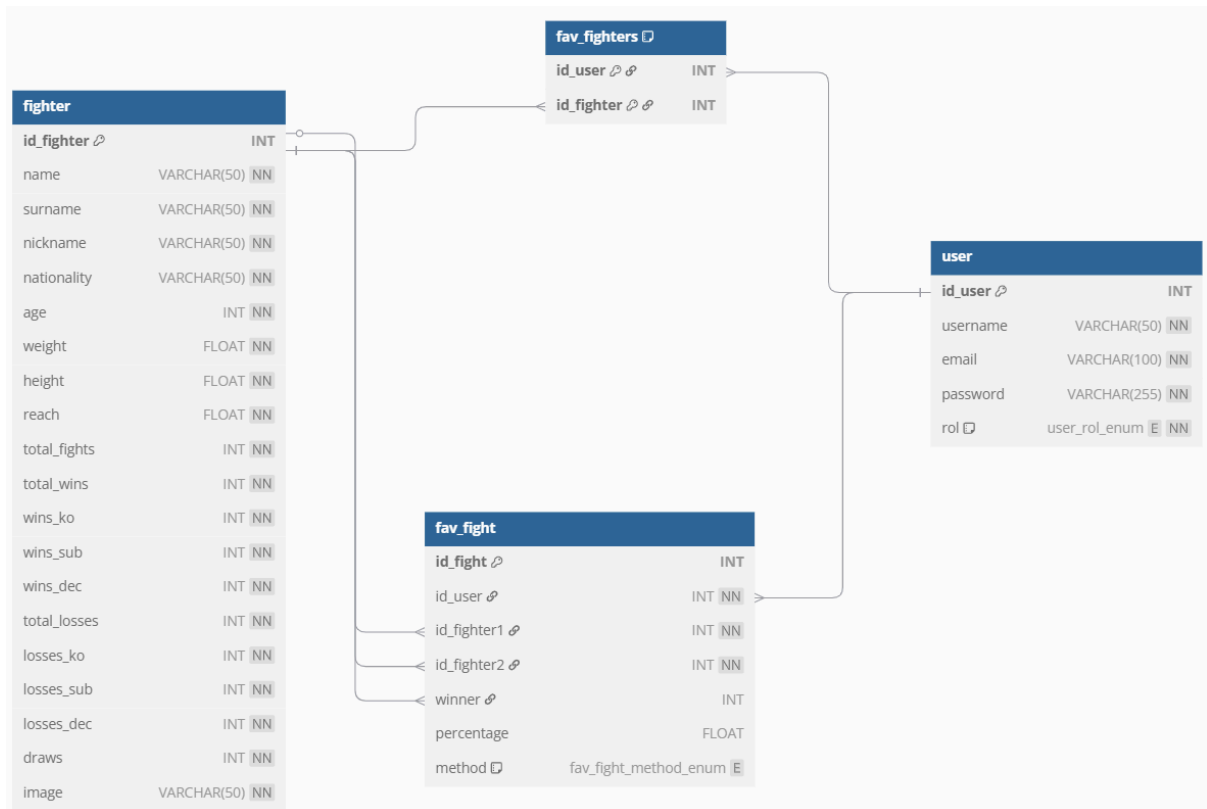 fav_fighters
id_user INT
id_fighter INT
fighter
id_fighter INT
name VARCHAR(50) NN
surname VARCHAR(50) NN
nickname VARCHAR(50) NN
nationality VARCHAR(50) NN
age INT NN
weight FLOAT NN
height FLOAT NN
reach FLOAT NN
total_fights INT NN
total_wins INT NN
wins_ko INT NN
wins_sub INT NN
wins_dec INT NN
total_losses INT NN
losses_ko INT NN
losses_sub INT NN
losses_dec INT NN
draws INT NN
image VARCHAR(50) NN
user
id_user INT
username VARCHAR(50) NN
email VARCHAR(100) NN
password VARCHAR(255) NN
rol user_rol_enum E NN
fav_fight
id_fight INT
id_user INT NN
id_fighter1 INT NN
id_fighter2 INT NN
winner INT
percentage FLOAT
method fav_fight_method_enum E